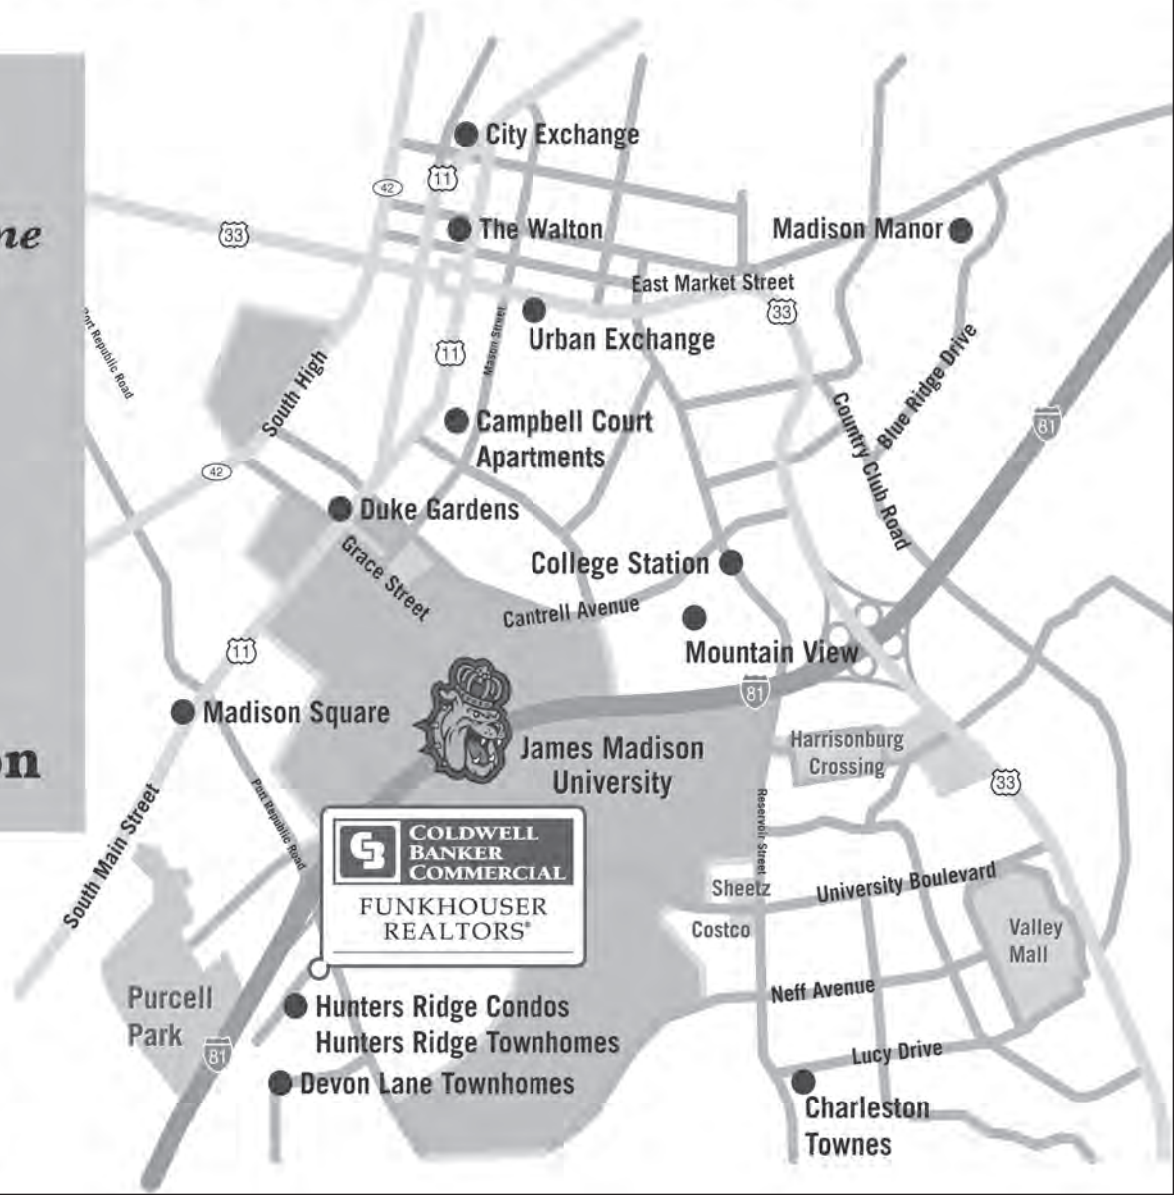 City Exchange
11
42
ne
33
The Walton
Madison Manor
East Market Street
33
Port Republic Road
Mason Street
Urban Exchange
11
South High
Blue Ridge Drive
Country Club Road
81
Campbell Court
Apartments
42
Duke Gardens
Grace Street
College Station
Cantrell Avenue
11
Mountain View
81
Madison Square
James Madison
University
Harrisonburg
Crossing
33
South Main Street
Port Republic Road
Reservoir Street
CB
COLDWELL
BANKER
COMMERCIAL
FUNKHOUSER
REALTORS®
on
Sheetz
University Boulevard
Costco
Valley
Mall
Neff Avenue
Purcell
Park
Hunters Ridge Condos
Hunters Ridge Townhomes
81
Lucy Drive
Devon Lane Townhomes
Charleston
Townes